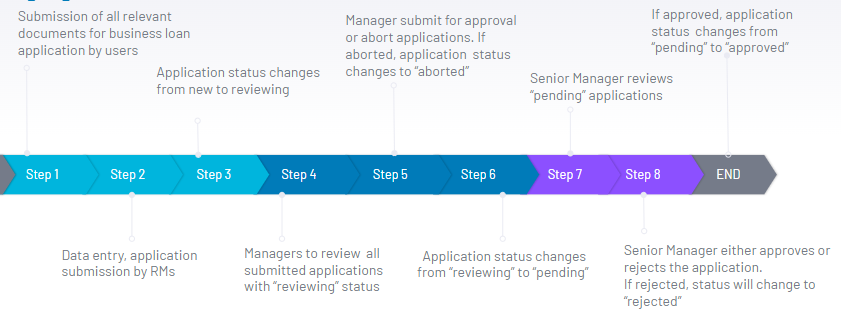 Submission of all relevant
documents for business loan
application by users
Application status changes
from new to reviewing
Manager submit for approval
or abort applications. If
aborted, application status
changes to “aborted”
Senior Manager reviews
“pending” applications
If approved, application
status changes from
“pending” to “approved”
Step 1
Step 2
Step 3
Step 4
Step 5
Step 6
Step 7
Step 8
END
Data entry, application
submission by RMs
Managers to review all
submitted applications
with “reviewing” status
Application status changes
from “reviewing” to “pending”
Senior Manager either approves or
rejects the application.
If rejected, status will change to
“rejected”